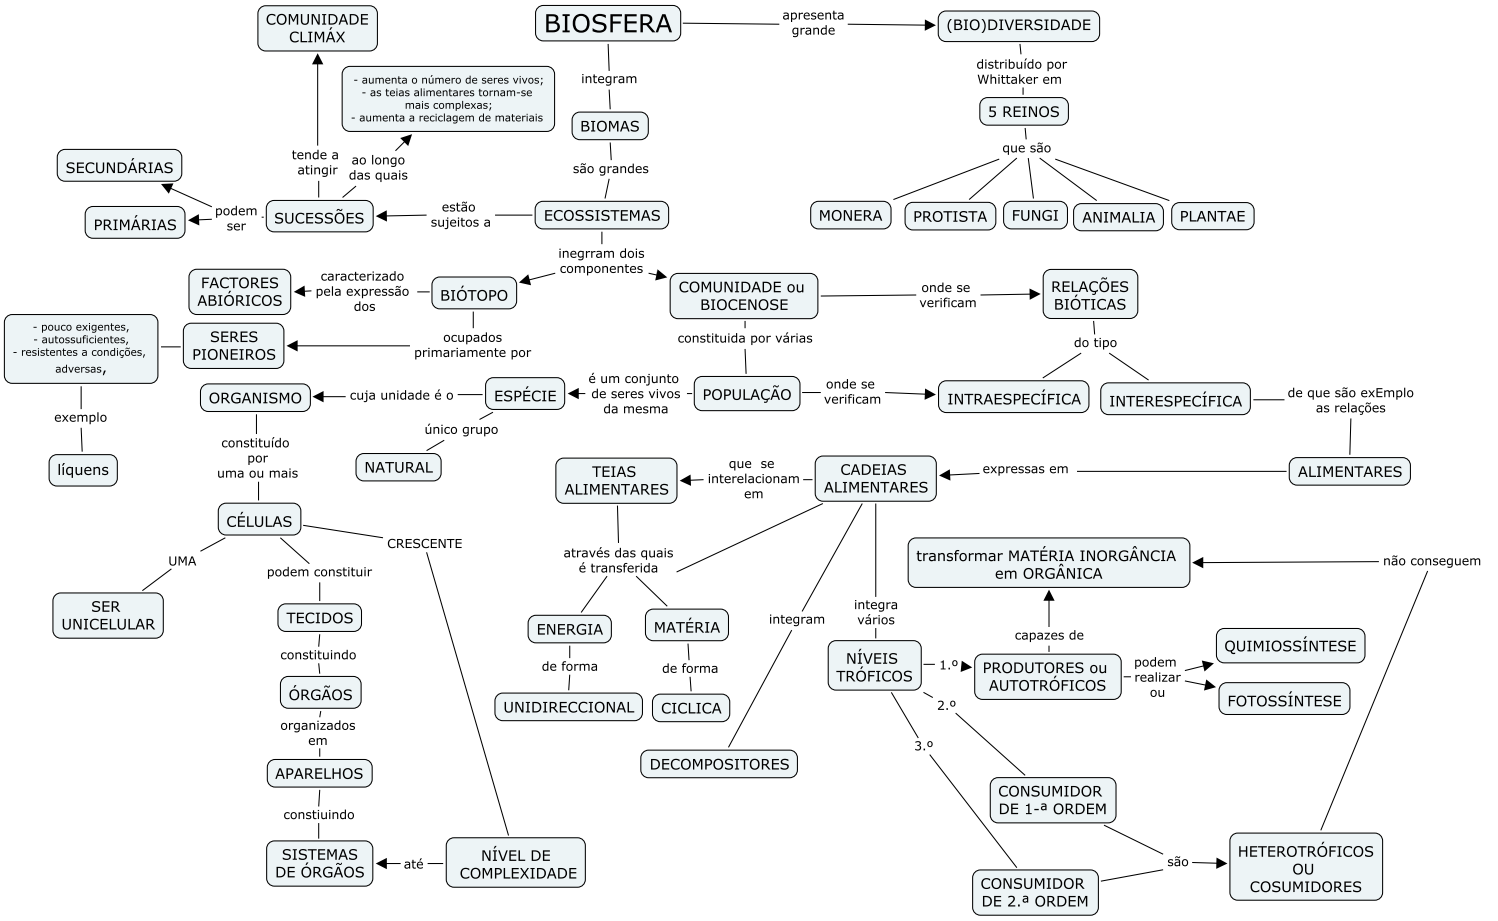 COMUNIDADE
CLIMÁX
BIOSFERA
apresenta
grande
(BIO)DIVERSIDADE
- aumenta o número de seres vivos;
- as teias alimentares tornam-se
mais complexas;
- aumenta a reciclagem de materiais
integram
distribuído por
Whittaker em
BIOMAS
5 REINOS
tende a
atingir
ao longo
das quais
são grandes
que são
SECUNDÁRIAS
PRIMÁRIAS
podem
ser
SUCESSÕES
estão
sujeitos a
ECOSSISTEMAS
MONERA
PROTISTA
FUNGI
ANIMALIA
PLANTAE
inegrram dois
componentes
FACTORES
ABIÓRICOS
caracterizado
pela expressão
dos
BIÓTOPO
COMUNIDADE ou
BIOCENOSE
onde se
verificam
RELAÇÕES
BIÓTICAS
- pouco exigentes,
- autossuficientes,
- resistentes a condições,
adversas,
SERES
PIONEIROS
ocupados
primariamente por
constituida por várias
do tipo
ORGANISMO
cuja unidade é o
ESPÉCIE
é um conjunto
de seres vivos
da mesma
POPULAÇÃO
onde se
verificam
INTRAESPECÍFICA
INTERESPECÍFICA
de que são exEmplo
as relações
exemplo
constituído
por
uma ou mais
único grupo
líquens
NATURAL
TEIAS
ALIMENTARES
que se
interelacionam
em
CADEIAS
ALIMENTARES
expressas em
ALIMENTARES
CÉLULAS
CRESCENTE
UMA
podem constituir
através das quais
é transferida
transformar MATÉRIA INORGÂNCIA
em ORGÂNICA
não conseguem
SER
UNICELULAR
TECIDOS
ENERGIA
MATÉRIA
integram
integra
vários
capazes de
constituindo
de forma
de forma
NÍVEIS
TRÓFICOS
1.º
PRODUTORES ou
AUTOTRÓFICOS
podem
realizar
ou
QUIMIOSSÍNTESE
FOTOSSÍNTESE
ÓRGÃOS
UNIDIRECCIONAL
CICLICA
2.º
organizados
em
3.º
APARELHOS
DECOMPOSITORES
CONSUMIDOR
DE 1-ª ORDEM
constiuindo
SISTEMAS
DE ÓRGÃOS
até
NÍVEL DE
COMPLEXIDADE
são
HETEROTRÓFICOS
OU
COSUMIDORES
CONSUMIDOR
DE 2.ª ORDEM